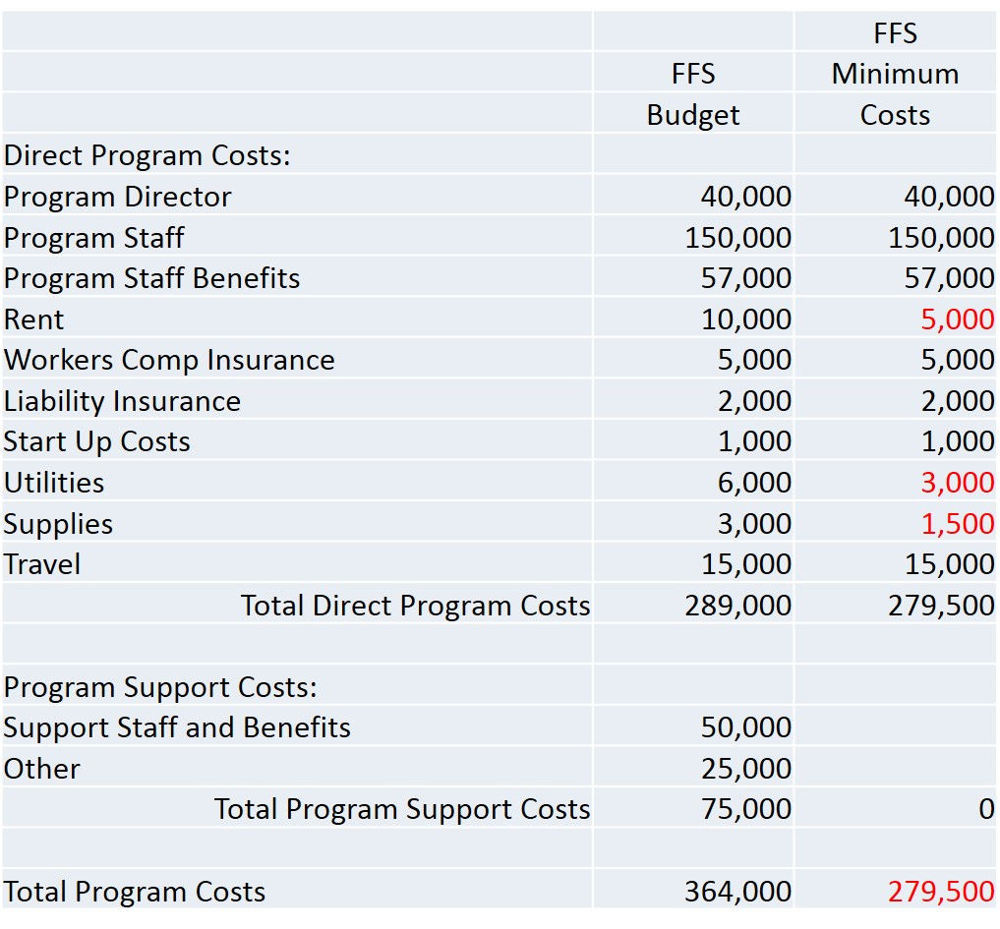 FFS
FFS Minimum
Budget Costs
Direct Program Costs:
Program Director 40,000 40,000
Program Staff 150,000 150,000
Program Staff Benefits 57,000 57,000
Rent 10,000 5,000
Workers Comp Insurance 5,000 5,000
Liability Insurance 2,000 2,000
Start Up Costs 1,000 1,000
Utilities 6,000 3,000
Supplies 3,000 1,500
Travel 15,000 15,000
Total Direct Program Costs 289,000 279,500
Program Support Costs:
Support Staff and Benefits 50,000
Other 25,000
Total Program Support Costs 75,000 0
Total Program Costs 364,000 279,500